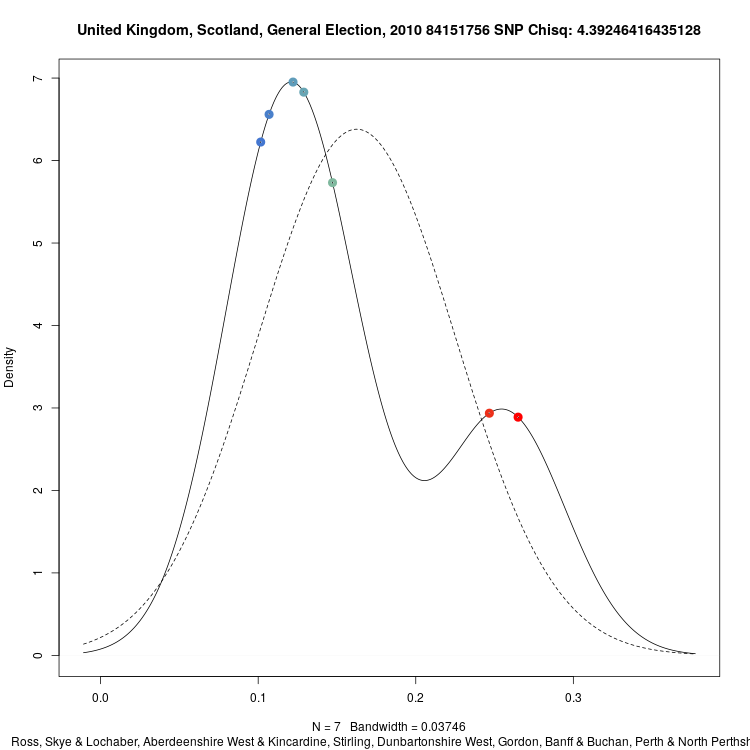 United Kingdom, Scotland, General Election, 2010 84151756 SNP Chisq: 4.39246416435128
7
6
5
4
3
2
1
0
Density
0.0 0.1 0.2 0.3
N = 7 Bandwidth = 0.03746
Ross, Skye & Lochaber, Aberdeenshire West & Kincardine, Stirling, Dunbartonshire West, Gordon, Banff & Buchan, Perth & North Perthsh